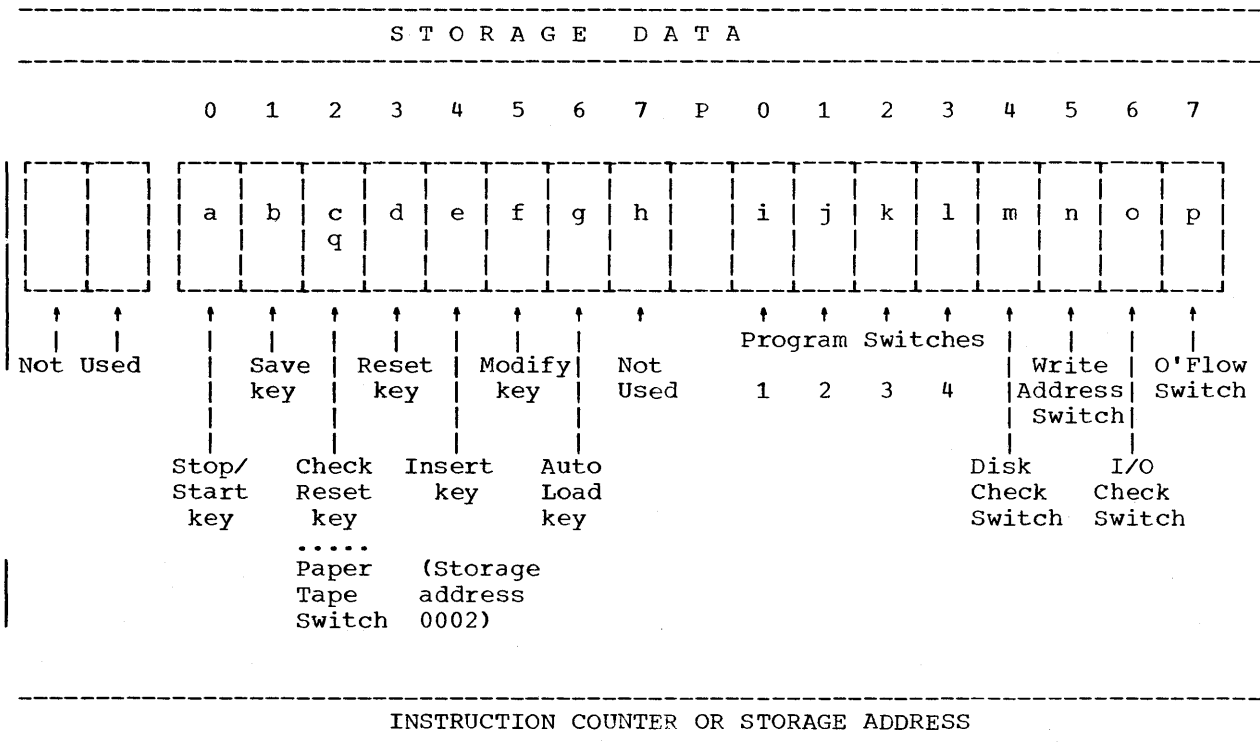 S T O R A G E   D A T A
0 1 2 3 4 5 6 7 P 0 1 2 3 4 5 6 7
a b c d e f g h i j k l m n o p
q
Program Switches
Not Used Save Reset Modify Not Write O'Flow
key key key Used 1 2 3 4 Address Switch
Switch
Stop/ Check Insert Auto Disk I/O
Start Reset key Load Check Check
key key key Switch Switch
.....
Paper (Storage
Tape address
Switch 0002)
INSTRUCTION COUNTER OR STORAGE ADDRESS